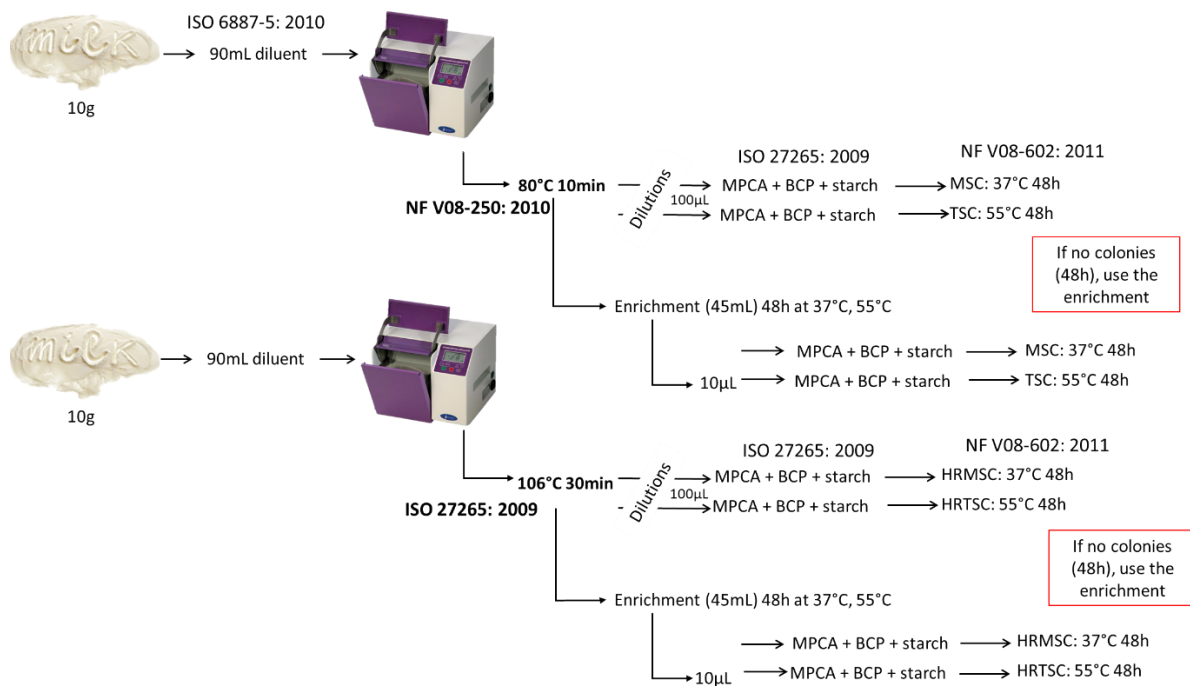 ISO 6887-5: 2010
milk
90mL diluent
10g
ISO 27265: 2009
NF V08-602: 2011
80°C 10min
Dilutions
100µL
MPCA + BCP + starch
MSC: 37°C 48h
NF V08-250: 2010
MPCA + BCP + starch
TSC: 55°C 48h
If no colonies
(48h), use the
enrichment
Enrichment (45mL) 48h at 37°C, 55°C
MPCA + BCP + starch
MSC: 37°C 48h
10µL
MPCA + BCP + starch
TSC: 55°C 48h
milk
90mL diluent
10g
ISO 27265: 2009
NF V08-602: 2011
106°C 30min
Dilutions
100µL
MPCA + BCP + starch
HRMSC: 37°C 48h
ISO 27265: 2009
MPCA + BCP + starch
HRTSC: 55°C 48h
If no colonies
(48h), use the
enrichment
Enrichment (45mL) 48h at 37°C, 55°C
MPCA + BCP + starch
HRMSC: 37°C 48h
10µL
MPCA + BCP + starch
HRTSC: 55°C 48h